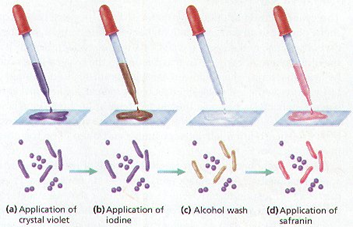 (a) Application of
crystal violet
(b) Application of
iodine
(c) Alcohol wash
(d) Application of
safranin